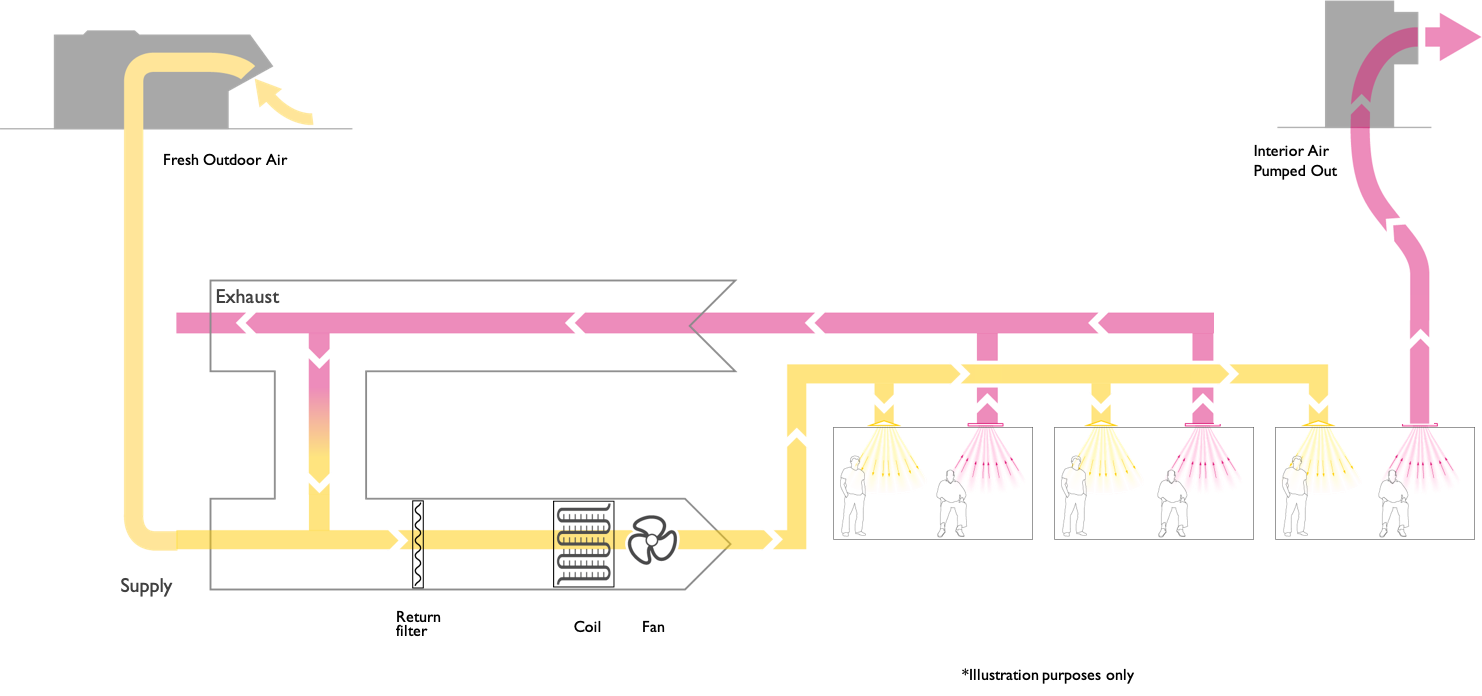 Fresh Outdoor Air
Interior Air
Pumped Out
Exhaust
Supply
Return
filter
Coil
Fan
*Illustration purposes only